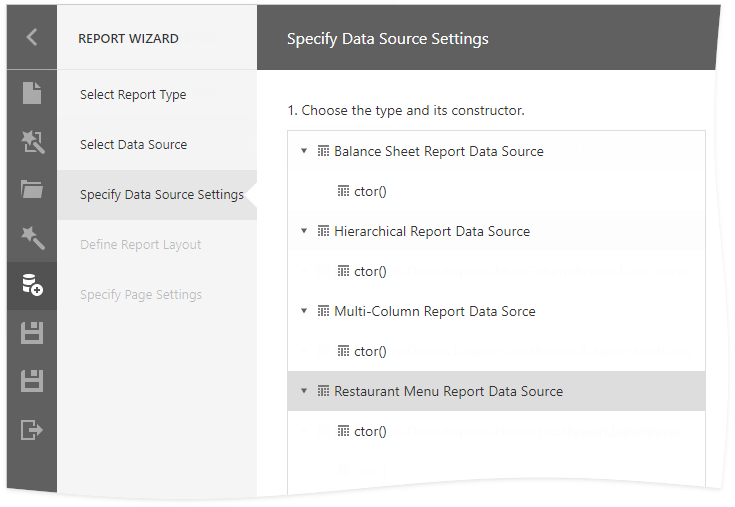 REPORT WIZARD
Specify Data Source Settings
Select Report Type
Select Data Source
Specify Data Source Settings
Define Report Layout
Specify Page Settings
1. Choose the type and its constructor.
Balance Sheet Report Data Source
ctor()
Hierarchical Report Data Source
ctor()
Multi-Column Report Data Sorce
ctor()
Restaurant Menu Report Data Source
ctor()